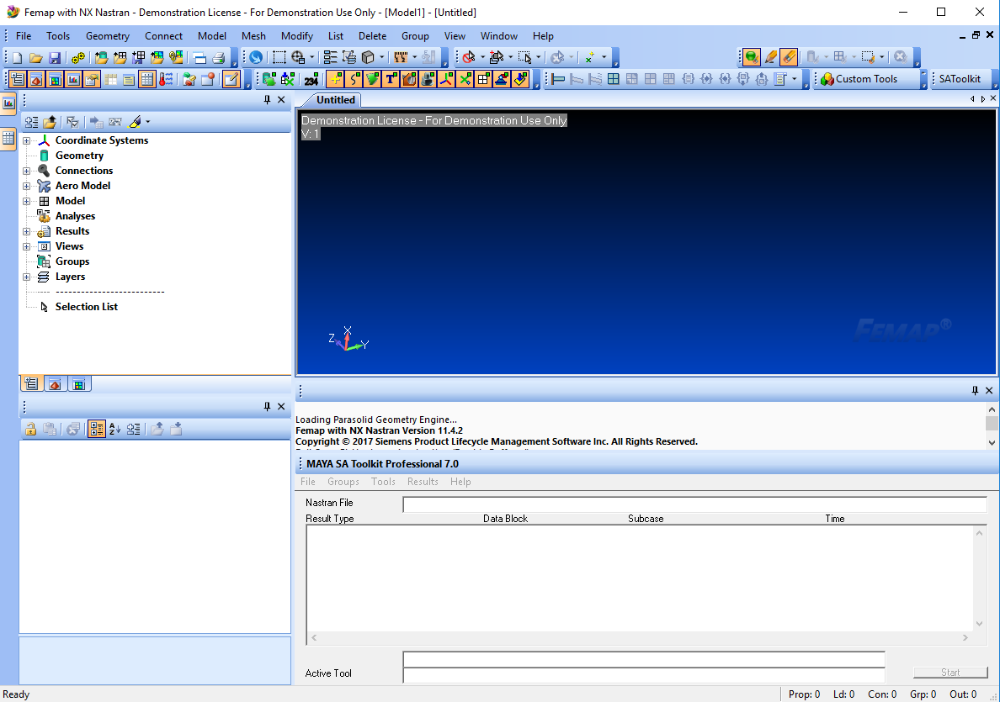 Femap with NX Nastran - Demonstration License - For Demonstration Use Only - [Model1] - [Untitled]
File Tools Geometry Connect Model Mesh Modify List Delete Group View Window Help
234 Custom Tools SAToolkit
Untitled
Demonstration License - For Demonstration Use Only
V: 1
Coordinate Systems
Geometry
Connections
Aero Model
Model
Analyses
Results
Views
Groups
Layers
Selection List
X
Z
Y
FEMAP®
Loading Parasolid Geometry Engine...
Femap with NX Nastran Version 11.4.2
Copyright © 2017 Siemens Product Lifecycle Management Software Inc. All Rights Reserved.
MAYA SA Toolkit Professional 7.0
File Groups Tools Results Help
Nastran File
Result Type Data Block Subcase Time
Active Tool
Start
Ready Prop: 0 Ld: 0 Con: 0 Grp: 0 Out: 0